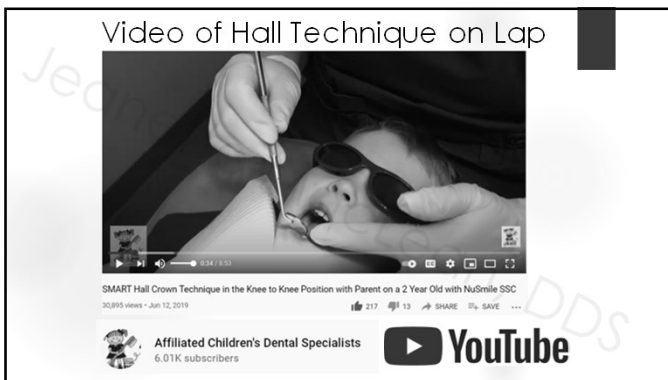 Video of Hall Technique on Lap
0:34 / 8:53
SMART Hall Crown Technique in the Knee to Knee Position with Parent on a 2 Year Old with NuSmile SSC
30,895 views • Jun 12, 2019
217 13 SHARE SAVE ...
Affiliated Children's Dental Specialists
6.01K subscribers
YouTube
DDS